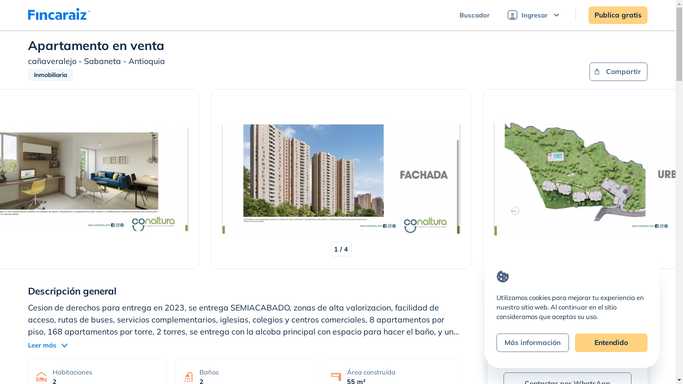 Fincaraiz
Buscador
Ingresar
Publica gratis
Apartamento en venta
cañaveralejo - Sabaneta - Antioquia
Inmobiliaria
Compartir
conaltura
FACHADA
conaltura
URB
1 / 4
Descripción general
Cesion de derechos para entrega en 2023, se entrega SEMIACABADO, zonas de alta valorizacion, facilidad de
acceso, rutas de buses, servicios complementarios, iglesias, colegios y centros comerciales, 8 apartamentos por
piso, 168 apartamentos por torre, 2 torres, se entrega con la alcoba principal con espacio para hacer el baño, y un...
Leer más
Habitaciones
2
Baños
2
Área construida
55 m²
Utilizamos cookies para mejorar tu experiencia en
nuestro sitio web. Al continuar en el sitio
consideramos que aceptas su uso.
Más información
Entendido
Contactar por WhatsApp